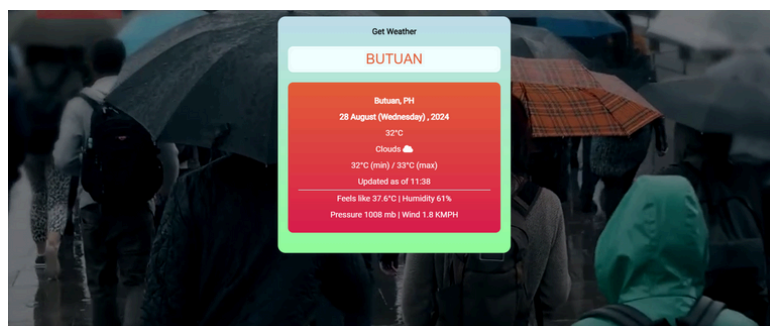 Get Weather
BUTUAN
Butuan, PH
28 August (Wednesday) , 2024
32°C
Clouds
32°C (min) / 33°C (max)
Updated as of 11:38
Feels like 37.6°C | Humidity 61%
Pressure 1008 mb | Wind 1.8 KMPH